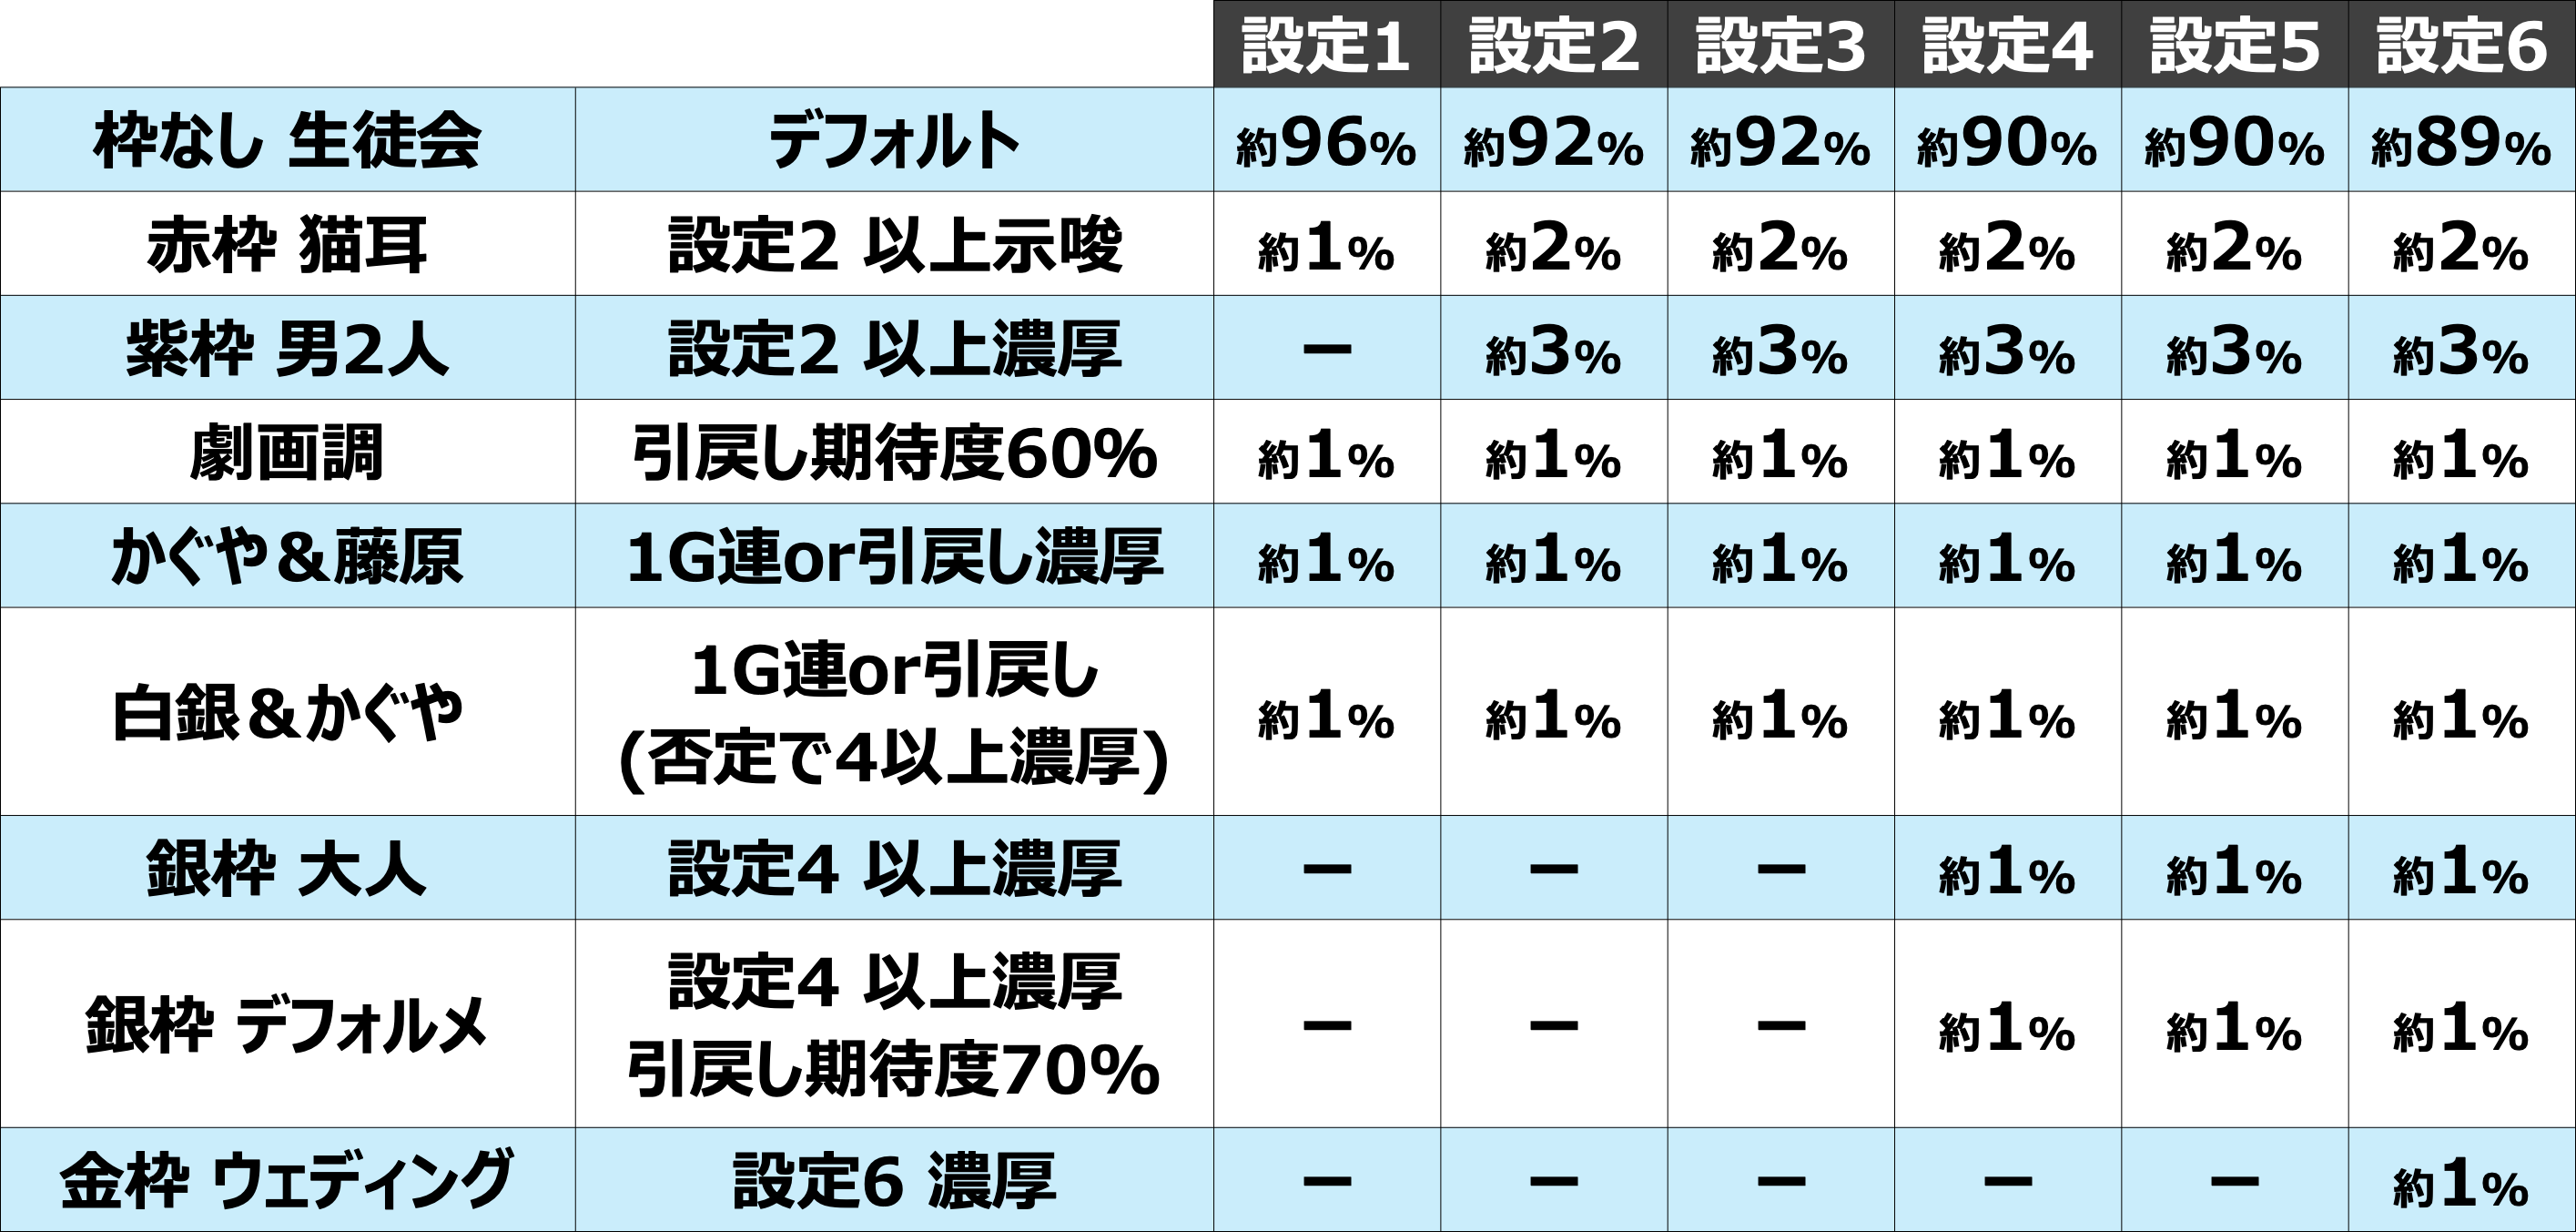 設定1 設定2 設定3 設定4 設定5 設定6
枠なし 生徒会 デフォルト 約96% 約92% 約92% 約90% 約90% 約89%
赤枠 猫耳 設定2 以上示唆 約1% 約2% 約2% 約2% 約2% 約2%
紫枠 男2人 設定2 以上濃厚 － 約3% 約3% 約3% 約3% 約3%
劇画調 引戻し期待度60% 約1% 約1% 約1% 約1% 約1% 約1%
かぐや＆藤原 1G連or引戻し濃厚 約1% 約1% 約1% 約1% 約1% 約1%
白銀＆かぐや 1G連or引戻し
(否定で4以上濃厚) 約1% 約1% 約1% 約1% 約1% 約1%
銀枠 大人 設定4 以上濃厚 － － － 約1% 約1% 約1%
銀枠 デフォルメ 設定4 以上濃厚
引戻し期待度70% － － － 約1% 約1% 約1%
金枠 ウェディング 設定6 濃厚 － － － － － 約1%